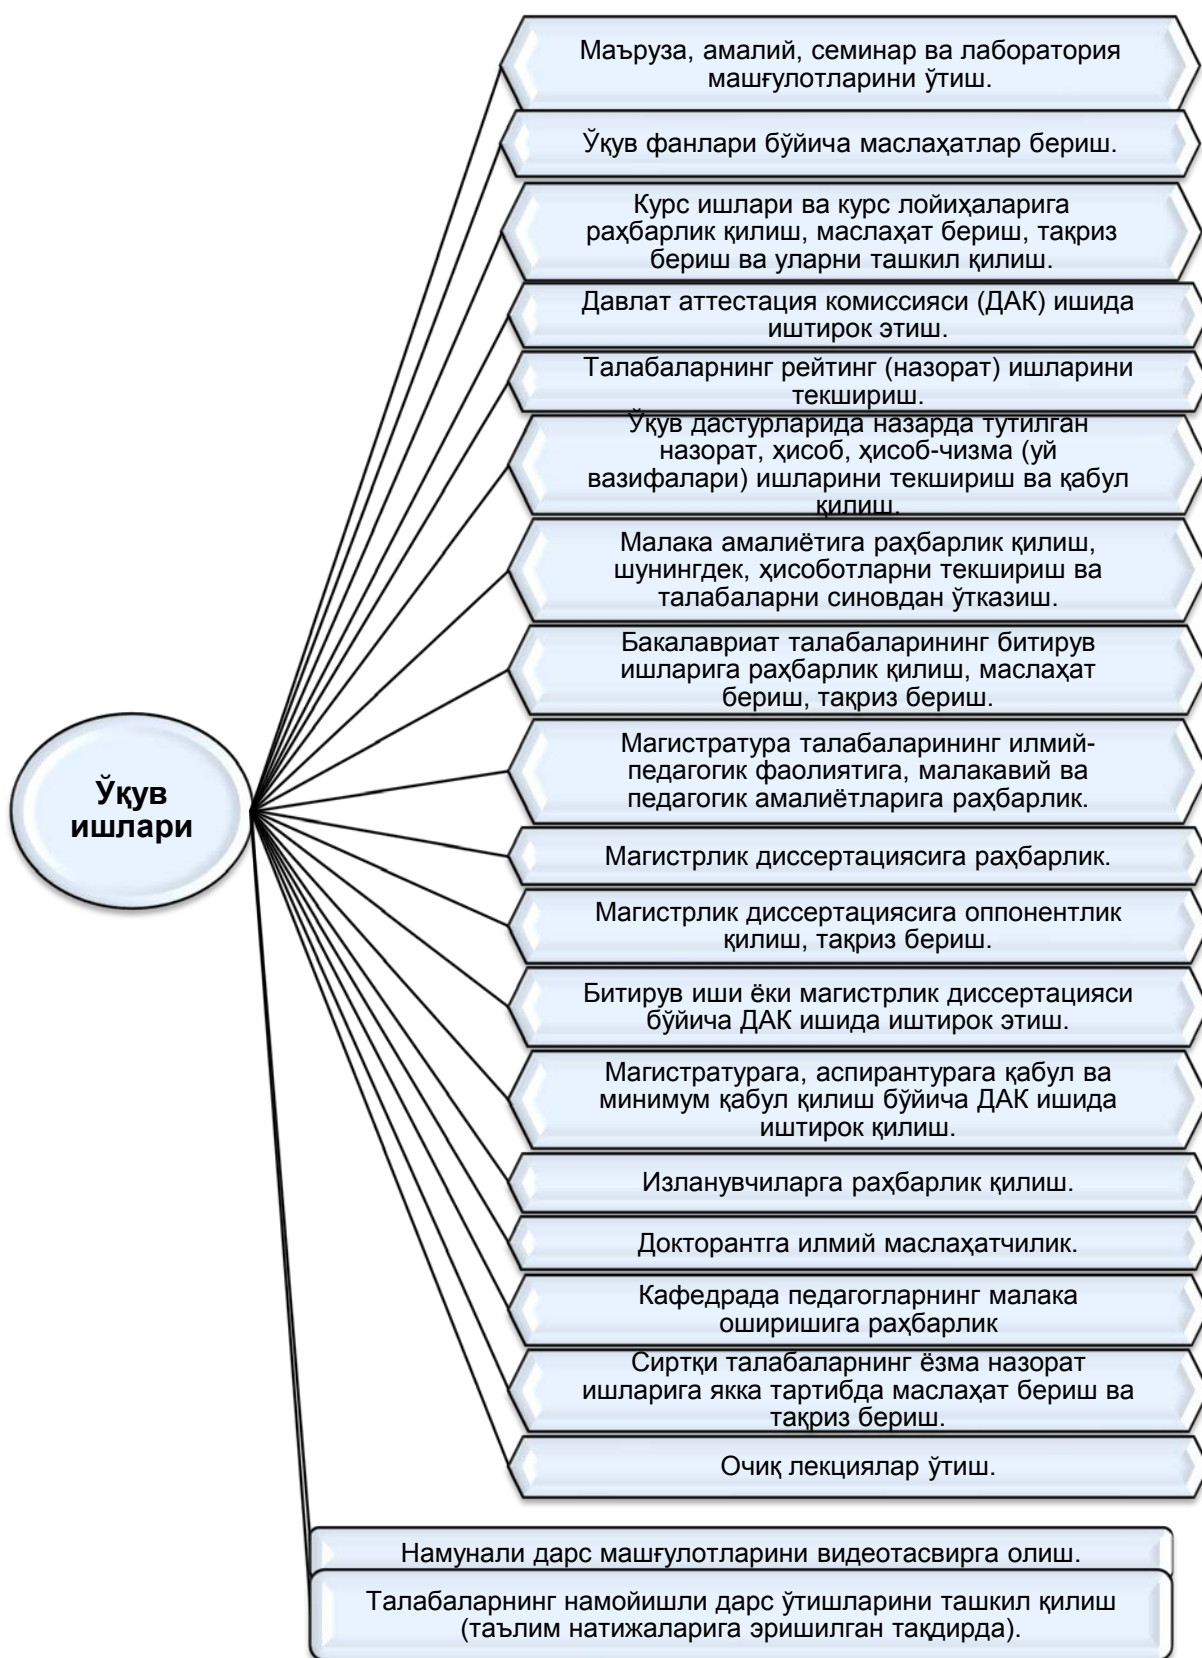 Маъруза, амалий, семинар ва лаборатория
машғулотларини ўтиш.
Ўқув фанлари бўйича маслаҳатлар бериш.
Курс ишлари ва курс лойиҳаларига
раҳбарлик қилиш, маслаҳат бериш, тақриз
бериш ва уларни ташкил қилиш.
Давлат аттестация комиссияси (ДАК) ишида
иштирок этиш.
Талабаларнинг рейтинг (назорат) ишларини
текшириш.
Ўқув дастурларида назарда тутилган
назорат, ҳисоб, ҳисоб-чизма (уй
вазифалари) ишларини текшириш ва қабул
қилиш.
Малака амалиётига раҳбарлик қилиш,
шунингдек, ҳисоботларни текшириш ва
талабаларни синовдан ўтказиш.
Бакалавриат талабаларининг битирув
ишларига раҳбарлик қилиш, маслаҳат
бериш, тақриз бериш.
Ўқув
ишлари
Магистратура талабаларининг илмий-
педагогик фаолиятига, малакавий ва
педагогик амалиётларига раҳбарлик.
Магистрлик диссертациясига раҳбарлик.
Магистрлик диссертациясига оппонентлик
қилиш, тақриз бериш.
Битирув иши ёки магистрлик диссертацияси
бўйича ДАК ишида иштирок этиш.
Магистратурага, аспирантурага қабул ва
минимум қабул қилиш бўйича ДАК ишида
иштирок қилиш.
Изланувчиларга раҳбарлик қилиш.
Докторантга илмий маслаҳатчилик.
Кафедрада педагогларнинг малака
оширишига раҳбарлик
Сиртқи талабаларнинг ёзма назорат
ишларига якка тартибда маслаҳат бериш ва
тақриз бериш.
Очиқ лекциялар ўтиш.
Намунали дарс машғулотларини видеотасвирга олиш.
Талабаларнинг намойишли дарс ўтишларини ташкил қилиш
(таълим натижаларига эришилган тақдирда).